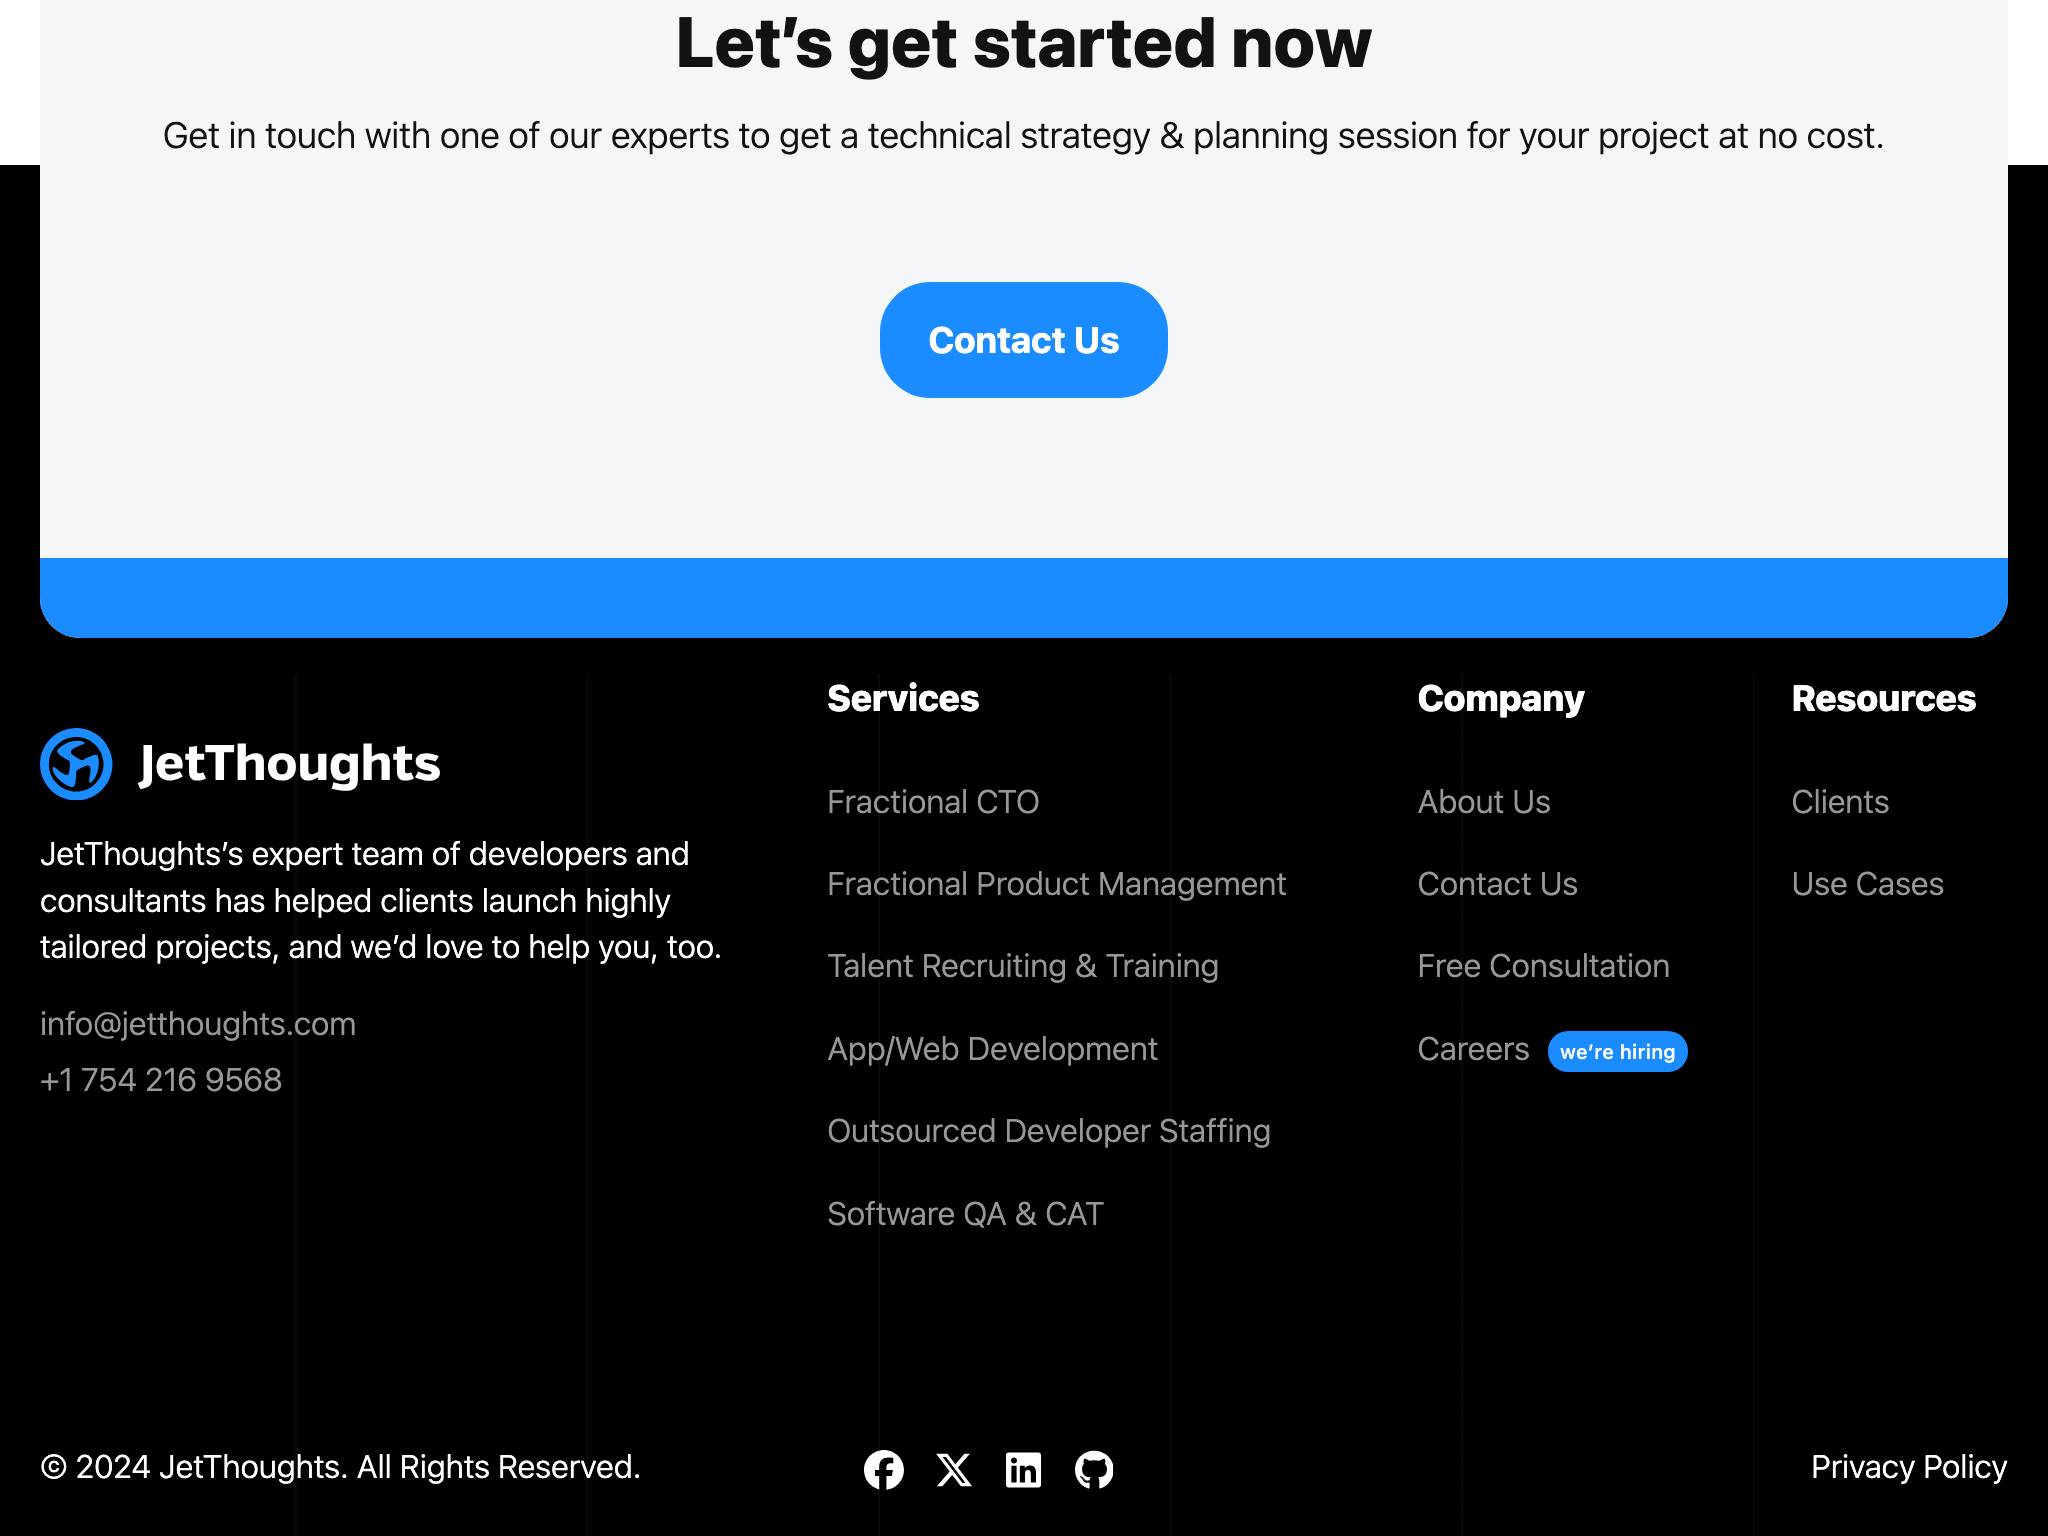 Let’s get started now
Get in touch with one of our experts to get a technical strategy & planning session for your project at no cost.
Contact Us
JetThoughts
JetThoughts’s expert team of developers and
consultants has helped clients launch highly
tailored projects, and we’d love to help you, too.
info@jetthoughts.com
+1 754 216 9568
Services
Fractional CTO
Fractional Product Management
Talent Recruiting & Training
App/Web Development
Outsourced Developer Staffing
Software QA & CAT
Company
About Us
Contact Us
Free Consultation
Careers we’re hiring
Resources
Clients
Use Cases
© 2024 JetThoughts. All Rights Reserved.
Privacy Policy